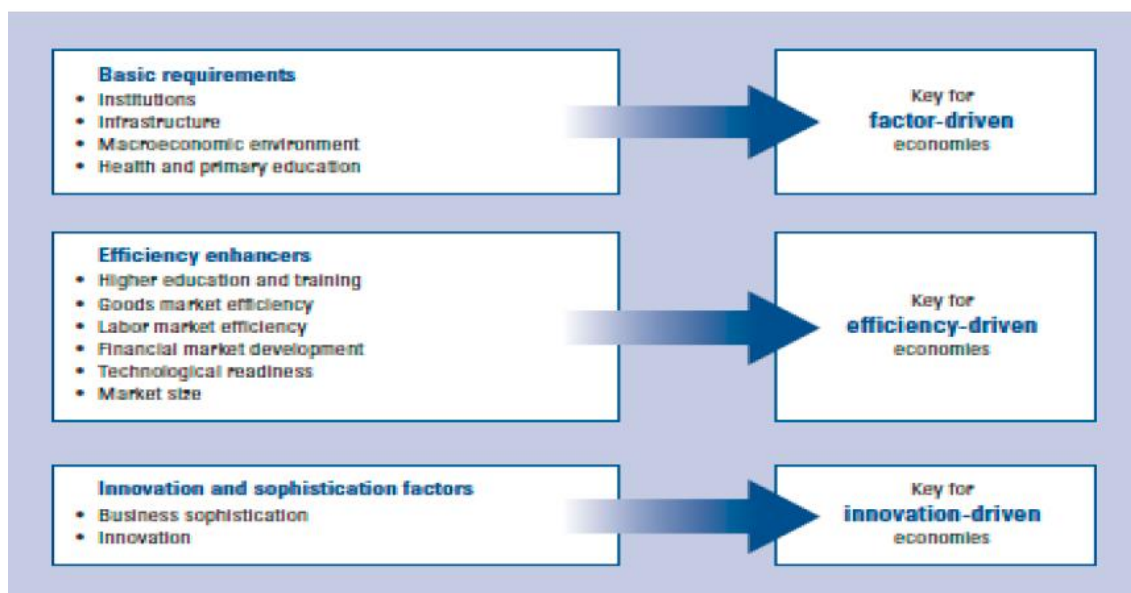 Basic requirements
• Institutions
• Infrastructure
• Macroeconomic environment
• Health and primary education
Key for
factor-driven
economies
Efficiency enhancers
• Higher education and training
• Goods market efficiency
• Labor market efficiency
• Financial market development
• Technological readiness
• Market size
Key for
efficiency-driven
economies
Innovation and sophistication factors
• Business sophistication
• Innovation
Key for
innovation-driven
economies